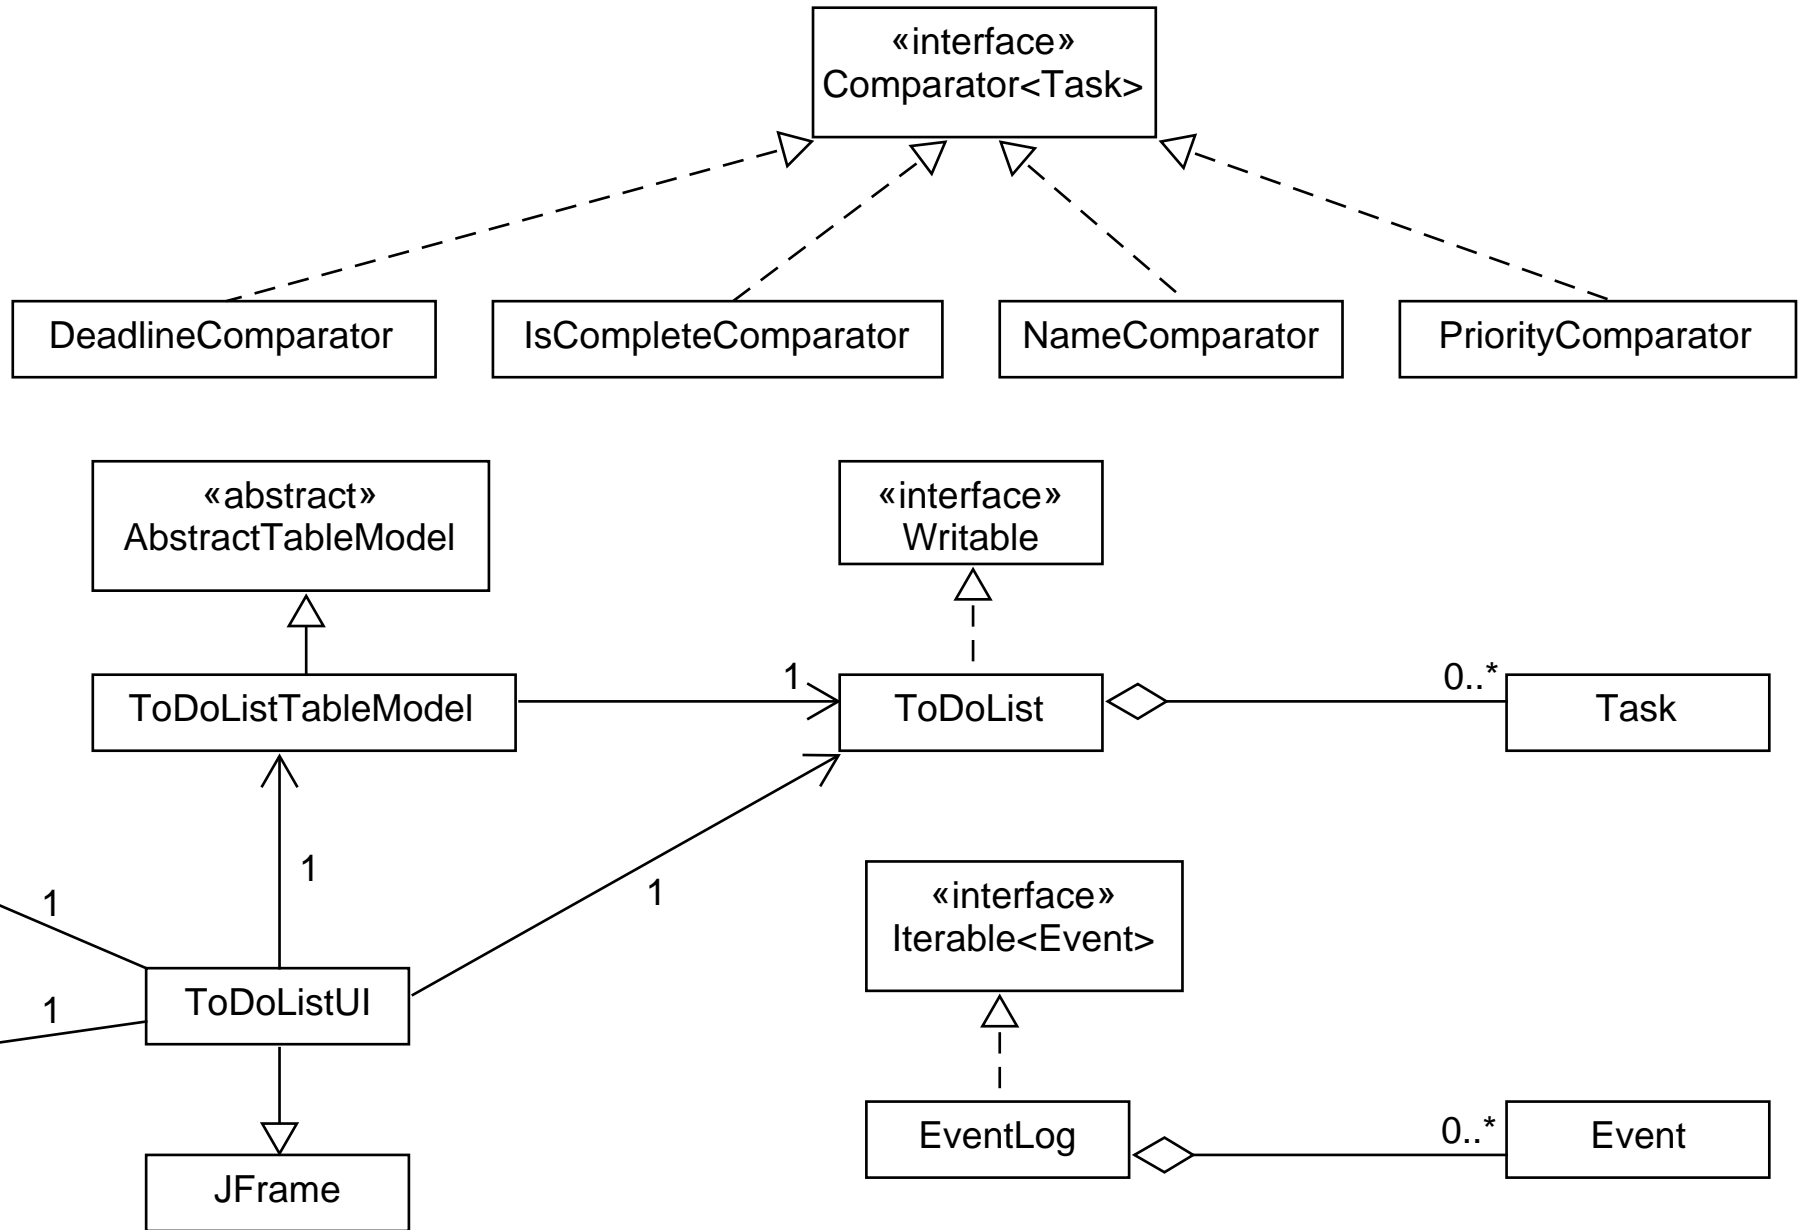 «interface»
Comparator<Task>
DeadlineComparator
IsCompleteComparator
NameComparator
PriorityComparator
«abstract»
AbstractTableModel
«interface»
Writable
ToDoListTableModel
1
ToDoList
0..*
Task
1
1
1
«interface»
Iterable<Event>
1
ToDoListUI
EventLog
0..*
Event
JFrame